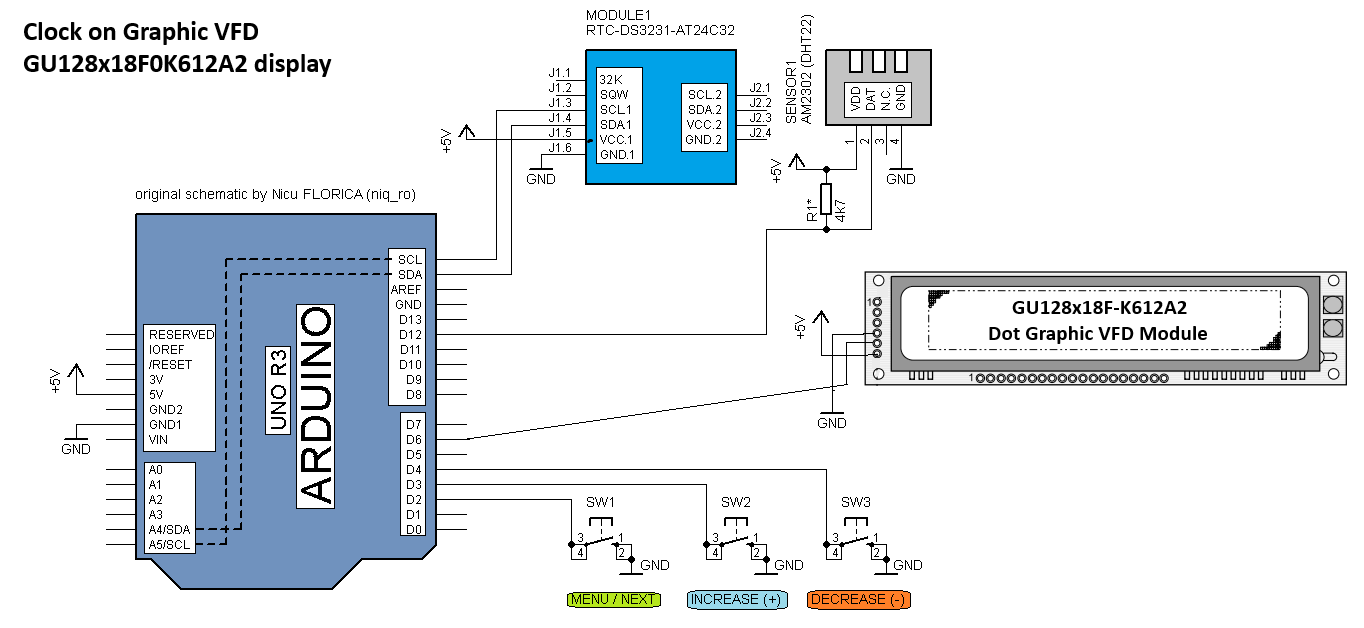 Clock on Graphic VFD
GU128x18F0K612A2 display
MODULE1
RTC-DS3231-AT24C32
J1.1
J1.2
J1.3
J1.4
J1.5
J1.6
32K
SQW
SCL.1
SDA.1
VCC.1
GND.1
SCL.2
SDA.2
VCC.2
GND.2
J2.1
J2.2
J2.3
J2.4
+5V
GND
SENSOR1
AM2302 (DHT22)
VDD
DAT
N.C.
GND
1
2
3
4
+5V
GND
R1*
4k7
original schematic by Nicu FLORICA (niq_ro)
SCL
SDA
AREF
GND
D13
D12
D11
D10
D9
D8
D7
D6
D5
D4
D3
D2
D1
D0
RESERVED
IOREF
/RESET
3V
5V
GND2
GND1
VIN
A0
A1
A2
A3
A4/SDA
A5/SCL
+5V
GND
UNO R3
ARDUINO
GU128x18F-K612A2
Dot Graphic VFD Module
1
1
+5V
GND
SW1
3
4
1
2
GND
MENU / NEXT
SW2
3
4
1
2
GND
INCREASE (+)
SW3
3
4
1
2
GND
DECREASE (-)